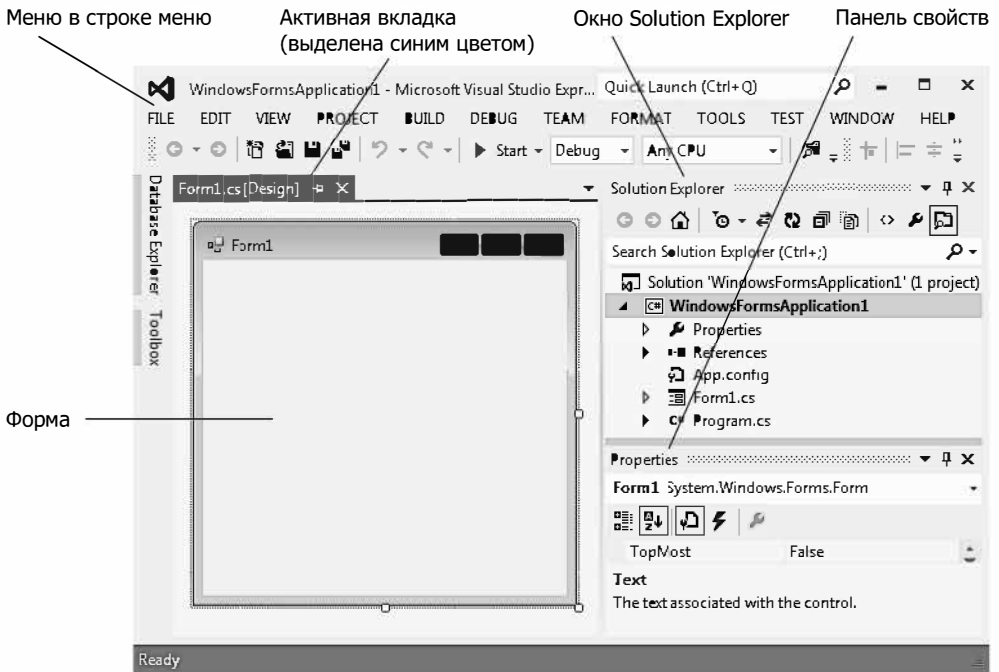 Меню в строке меню
Активная вкладка
(выделена синим цветом)
Окно Solution Explorer
Панель свойств
WindowsFormsApplication1 - Microsoft Visual Studio Expr...
Quick Launch (Ctrl+Q)
FILE EDIT VIEW PROJECT BUILD DEBUG TEAM FORMAT TOOLS TEST WINDOW HELP
Start Debug Any CPU
Database Explorer
Toolbox
Form1.cs [Design]
Form1
Форма
Solution Explorer
Search Solution Explorer (Ctrl+;)
Solution 'WindowsFormsApplication1' (1 project)
C# WindowsFormsApplication1
Properties
References
App.config
Form1.cs
C# Program.cs
Properties
Form1 System.Windows.Forms.Form
TopMost False
Text
The text associated with the control.
Ready